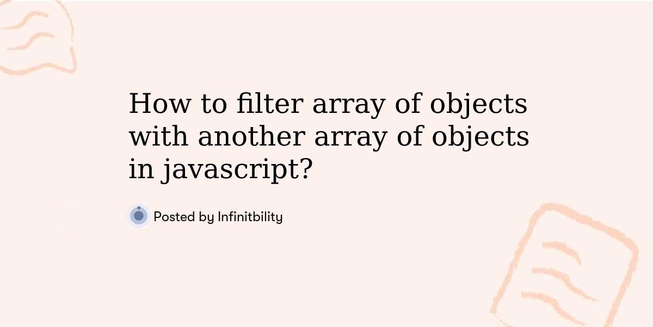 How to filter array of objects
with another array of objects
in javascript?
Posted by Infinitbility